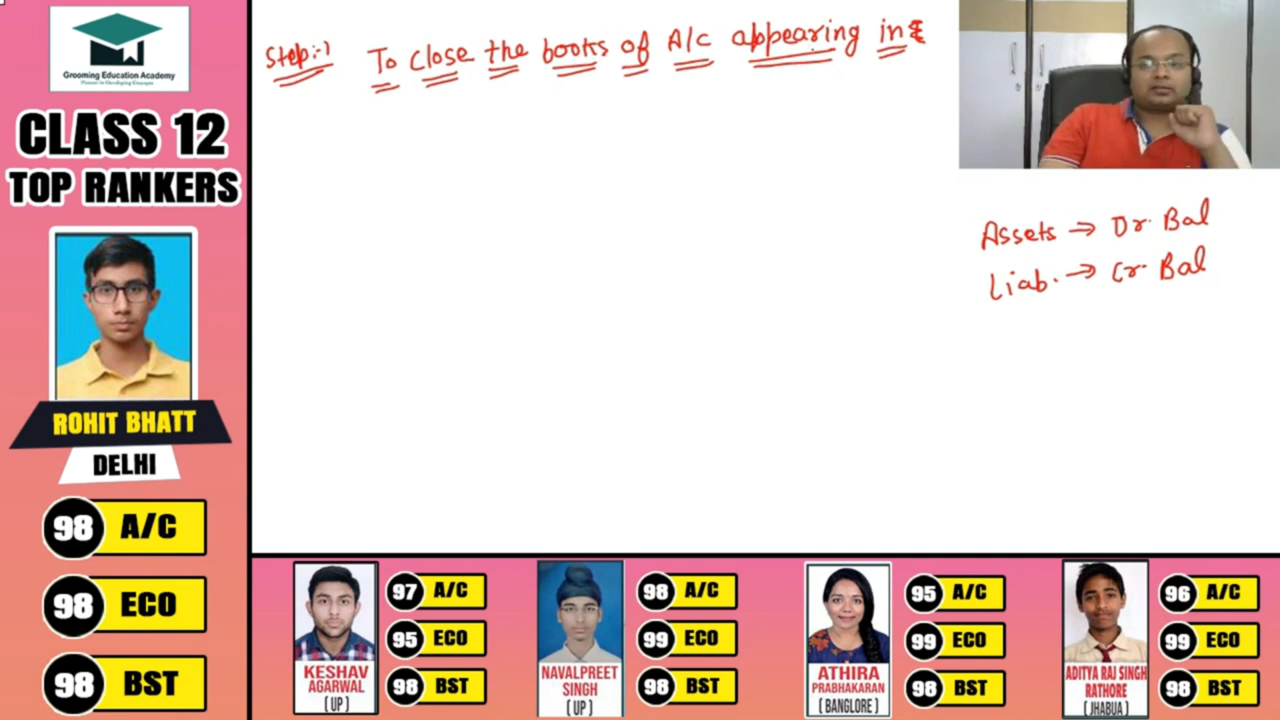 Grooming Education Academy
Pioneer in Developing Concepts
CLASS 12
TOP RANKERS
ROHIT BHATT
DELHI
98 A/C
98 ECO
98 BST
Step:-1 To close the books of A/C appearing in
Assets → Dr. Bal
Liab. → Cr. Bal
KESHAV
AGARWAL
(UP)
97 A/C
95 ECO
98 BST
NAVALPREET
SINGH
(UP)
98 A/C
99 ECO
98 BST
ATHIRA
PRABHAKARAN
(BANGLORE)
95 A/C
99 ECO
98 BST
ADITYA RAJ SINGH
RATHORE
(JHABUA)
96 A/C
99 ECO
98 BST